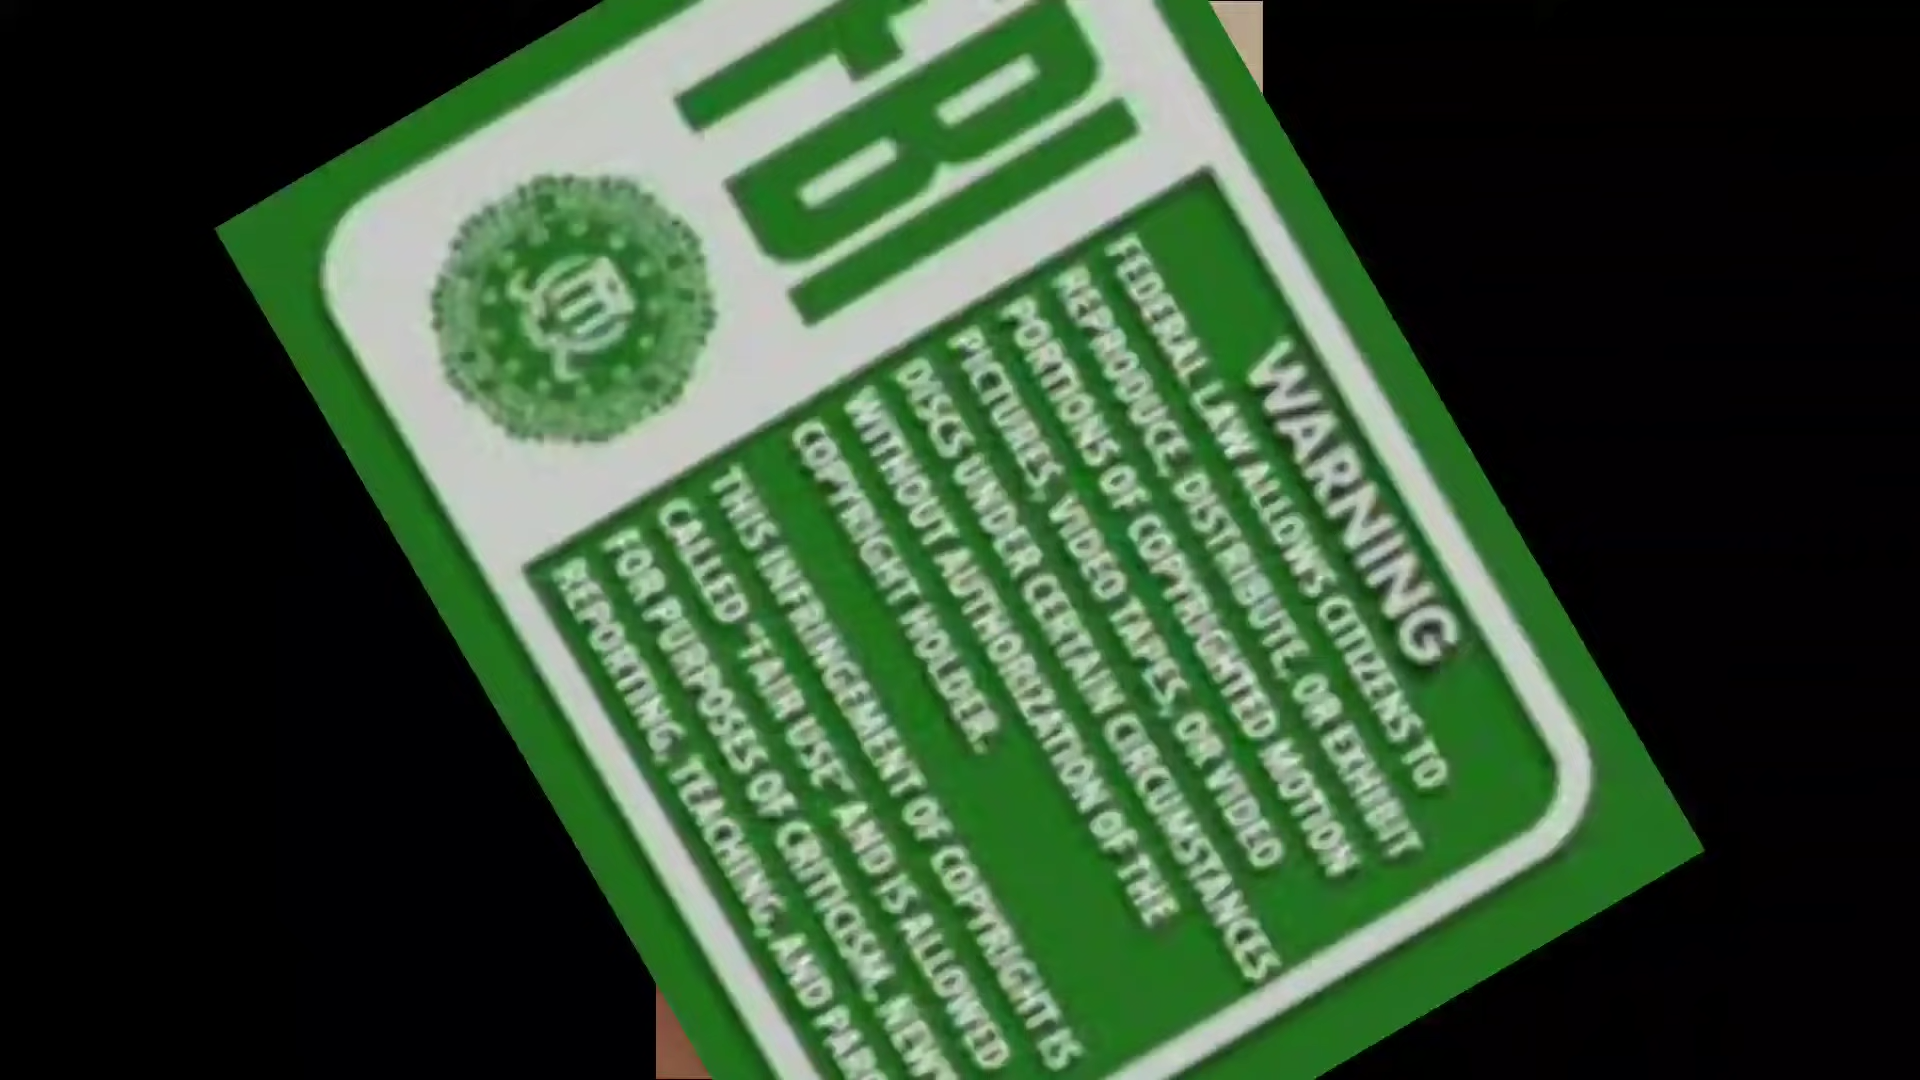 FBI
WARNING
FEDERAL LAW ALLOWS CITIZENS TO
REPRODUCE, DISTRIBUTE, OR EXHIBIT
PORTIONS OF COPYRIGHTED MOTION
PICTURES, VIDEO TAPES, OR VIDEO
DISCS UNDER CERTAIN CIRCUMSTANCES
WITHOUT AUTHORIZATION OF THE
COPYRIGHT HOLDER.
THIS INFRINGEMENT OF COPYRIGHT IS
CALLED "FAIR USE" AND IS ALLOWED
FOR PURPOSES OF CRITICISM, NEWS
REPORTING, TEACHING, AND